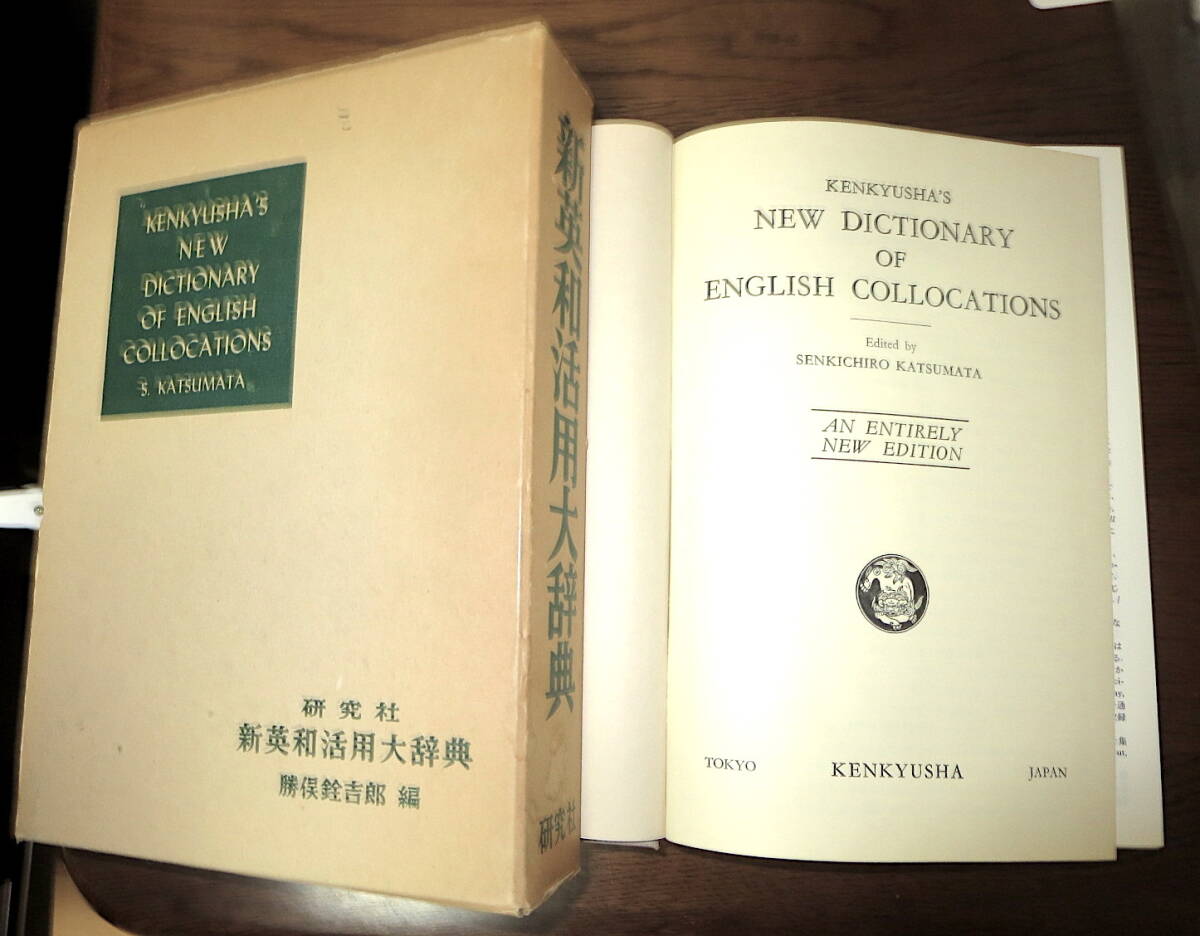 KENKYUSHA'S
NEW
DICTIONARY
OF ENGLISH
COLLOCATIONS
S. KATSUMATA
研究社
新英和活用大辞典
勝俣銓吉郎 編
新英和活用大辞典
研究社
KENKYUSHA'S
NEW DICTIONARY
OF
ENGLISH COLLOCATIONS
Edited by
SENKICHIRO KATSUMATA
AN ENTIRELY
NEW EDITION
TOKYO KENKYUSHA JAPAN